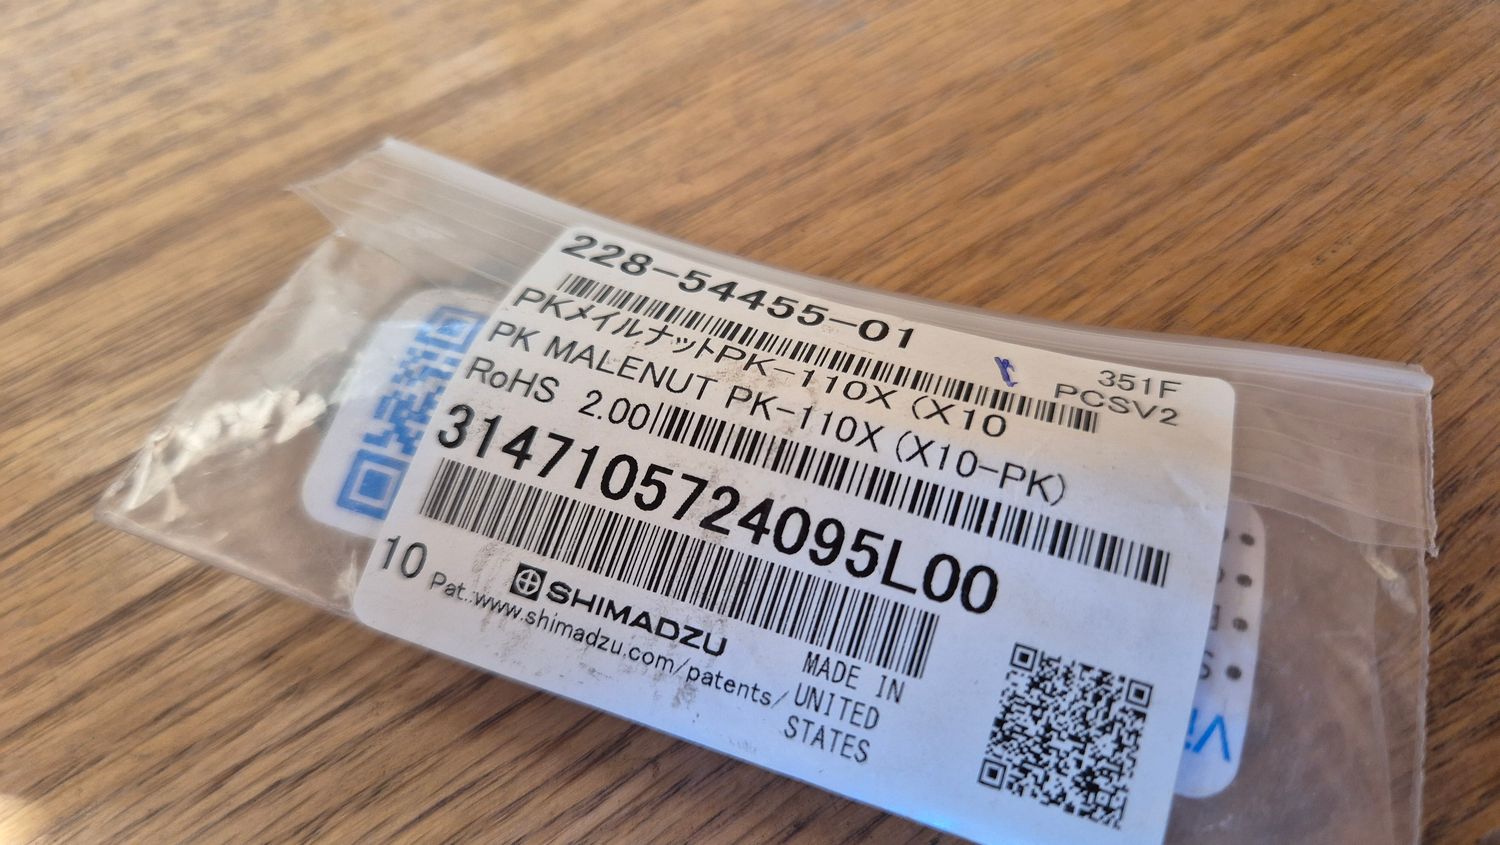 228-54455-01
351F
PCSV2
PKメイルナットPK-110X (X10
PK MALENUT PK-110X (X10-PK)
RoHS 2.00
3147105724095L00
10
SHIMADZU
Pat.:www.shimadzu.com/patents/
MADE IN
UNITED
STATES